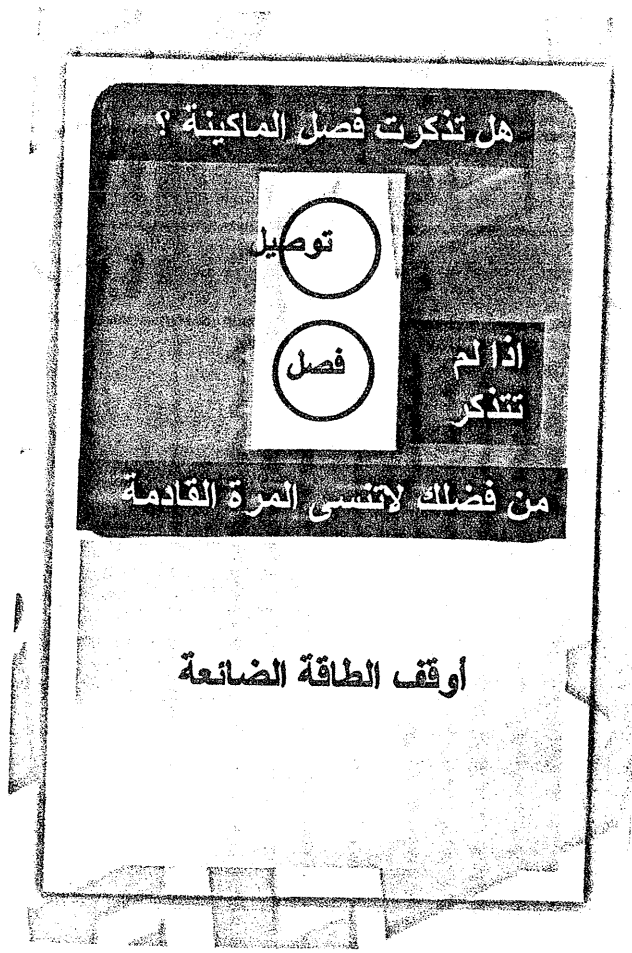 هل تذكرت فصل الماكينة ؟
توصيل
فصل
اذا لم
تتذكر
من فضلك لاتنسى المرة القادمة
أوقف الطاقة الضائعة